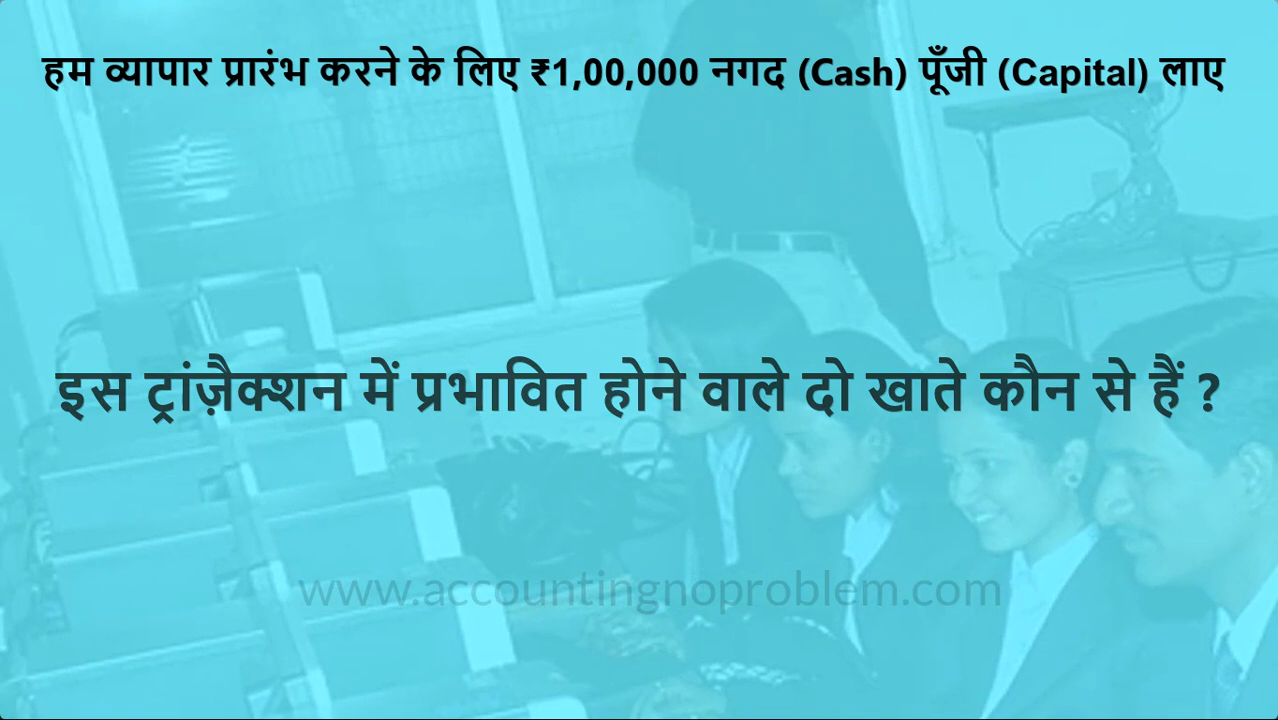 हम व्यापार प्रारंभ करने के लिए ₹1,00,000 नगद (Cash) पूँजी (Capital) लाए
इस ट्रांज़ैक्शन में प्रभावित होने वाले दो खाते कौन से हैं ?
www.accountingnoproblem.com